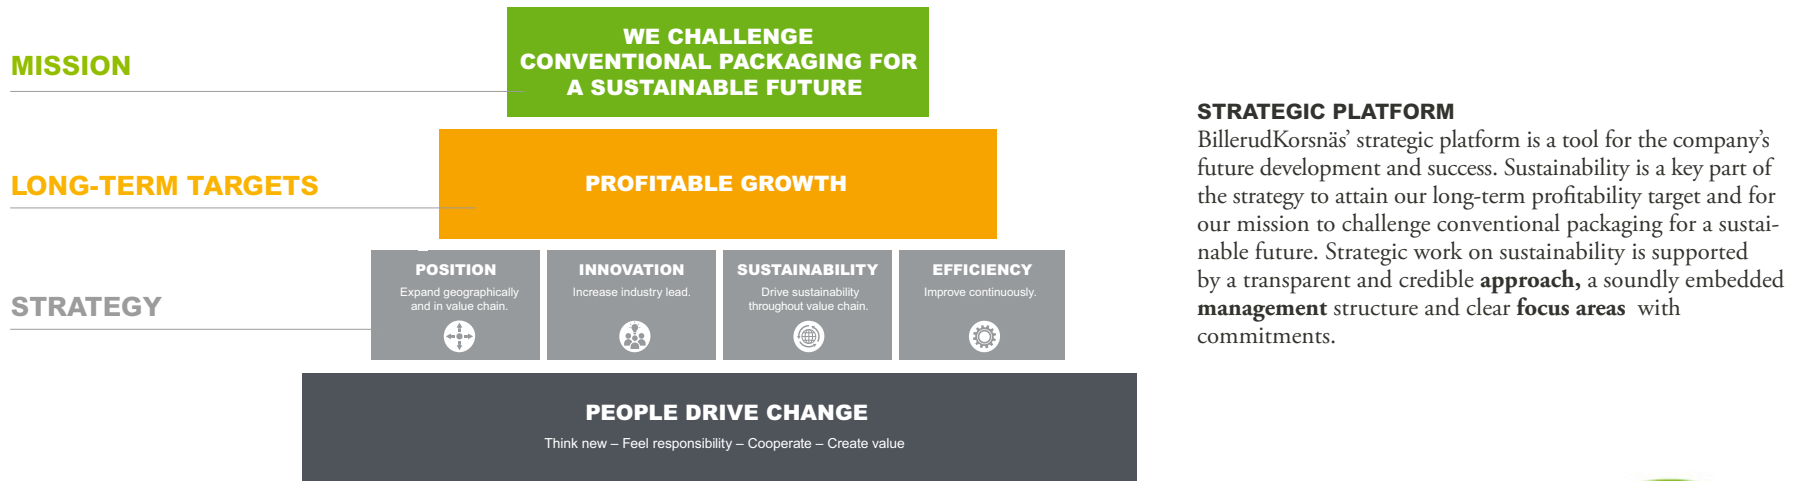 MISSION
WE CHALLENGE
CONVENTIONAL PACKAGING FOR
A SUSTAINABLE FUTURE
LONG-TERM TARGETS
PROFITABLE GROWTH
STRATEGY
POSITION
Expand geographically
and in value chain.
INNOVATION
Increase industry lead.
SUSTAINABILITY
Drive sustainability
throughout value chain.
EFFICIENCY
Improve continuously.
PEOPLE DRIVE CHANGE
Think new – Feel responsibility – Cooperate – Create value
STRATEGIC PLATFORM
BillerudKorsnäs’ strategic platform is a tool for the company’s
future development and success. Sustainability is a key part of
the strategy to attain our long-term profitability target and for
our mission to challenge conventional packaging for a sustai-
nable future. Strategic work on sustainability is supported
by a transparent and credible approach, a soundly embedded
management structure and clear focus areas with
commitments.